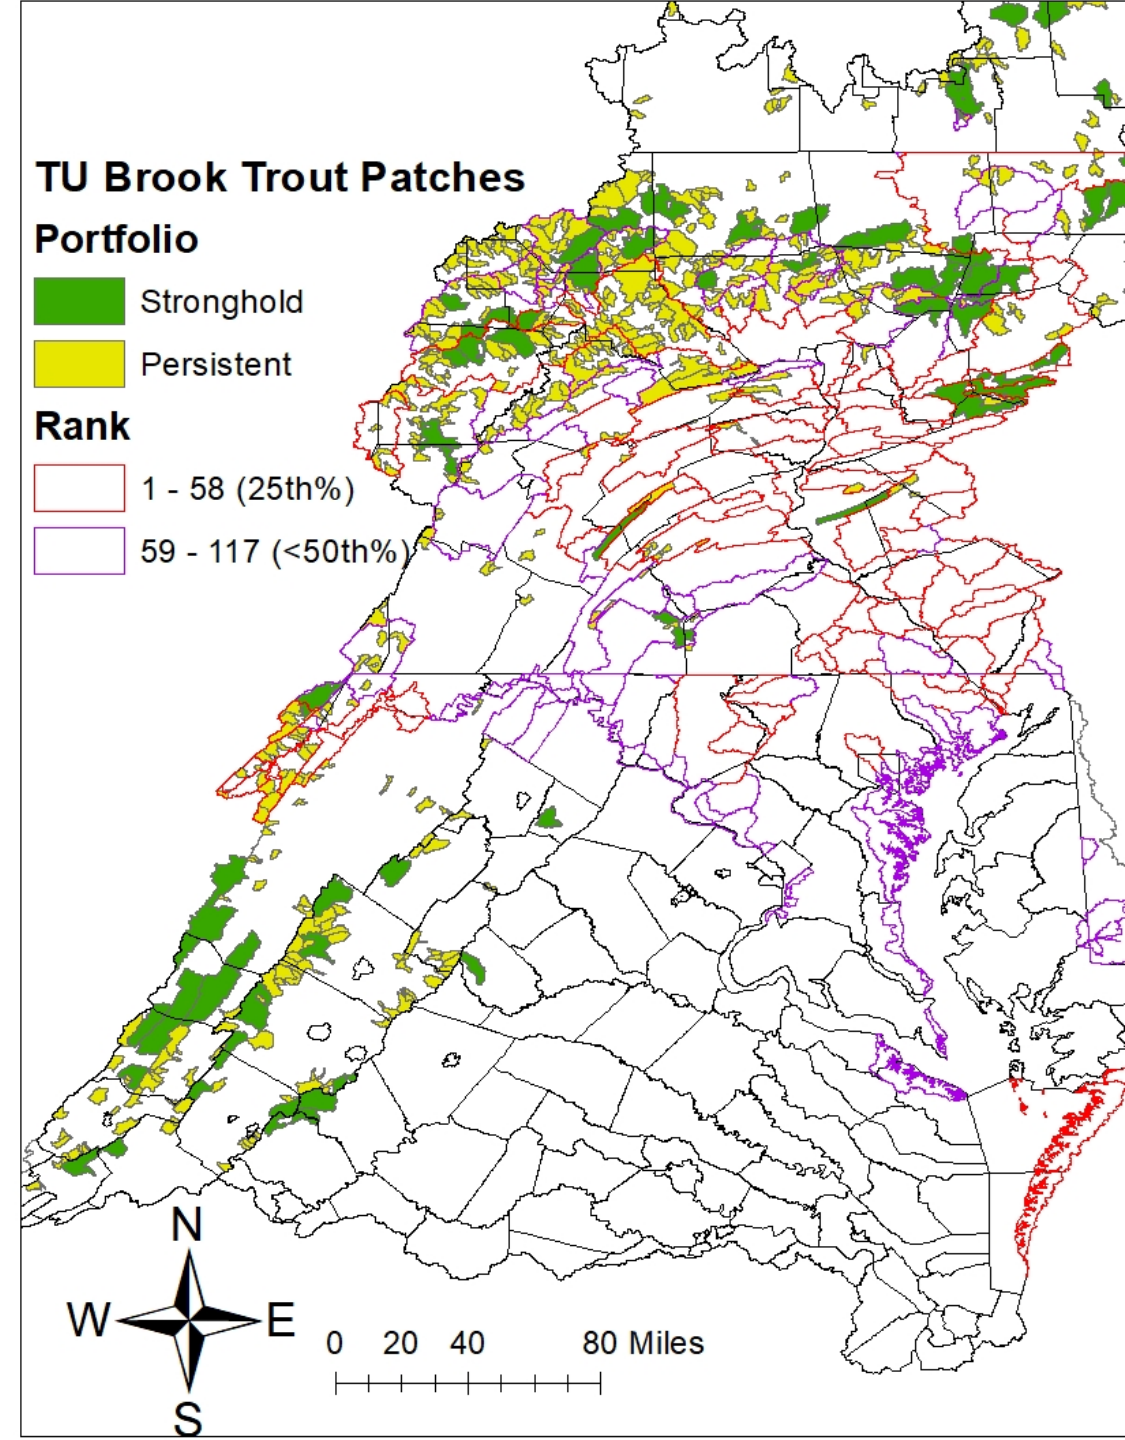 TU Brook Trout Patches
Portfolio
Stronghold
Persistent
Rank
1 - 58 (25th%)
59 - 117 (<50th%)
N
W E
S
0 20 40 80 Miles